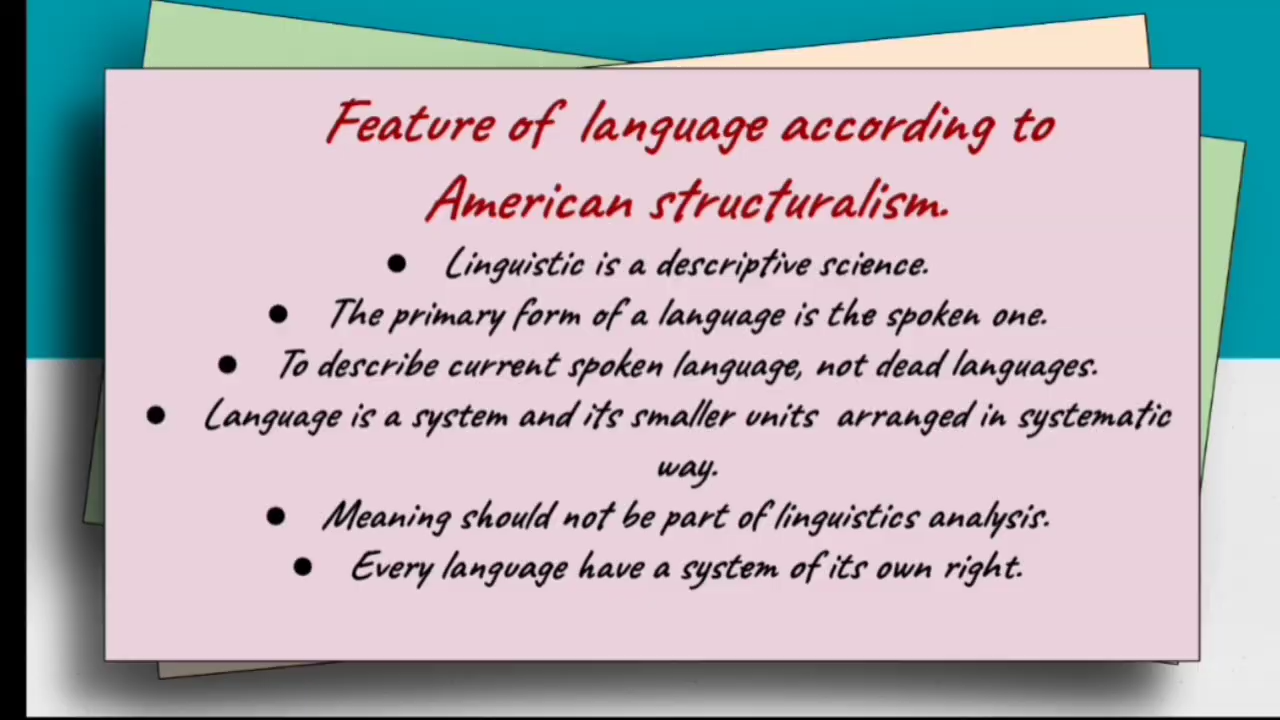 Feature of language according to
American structuralism.
● Linguistic is a descriptive science.
● The primary form of a language is the spoken one.
● To describe current spoken language, not dead languages.
● Language is a system and its smaller units arranged in systematic
way.
● Meaning should not be part of linguistics analysis.
● Every language have a system of its own right.